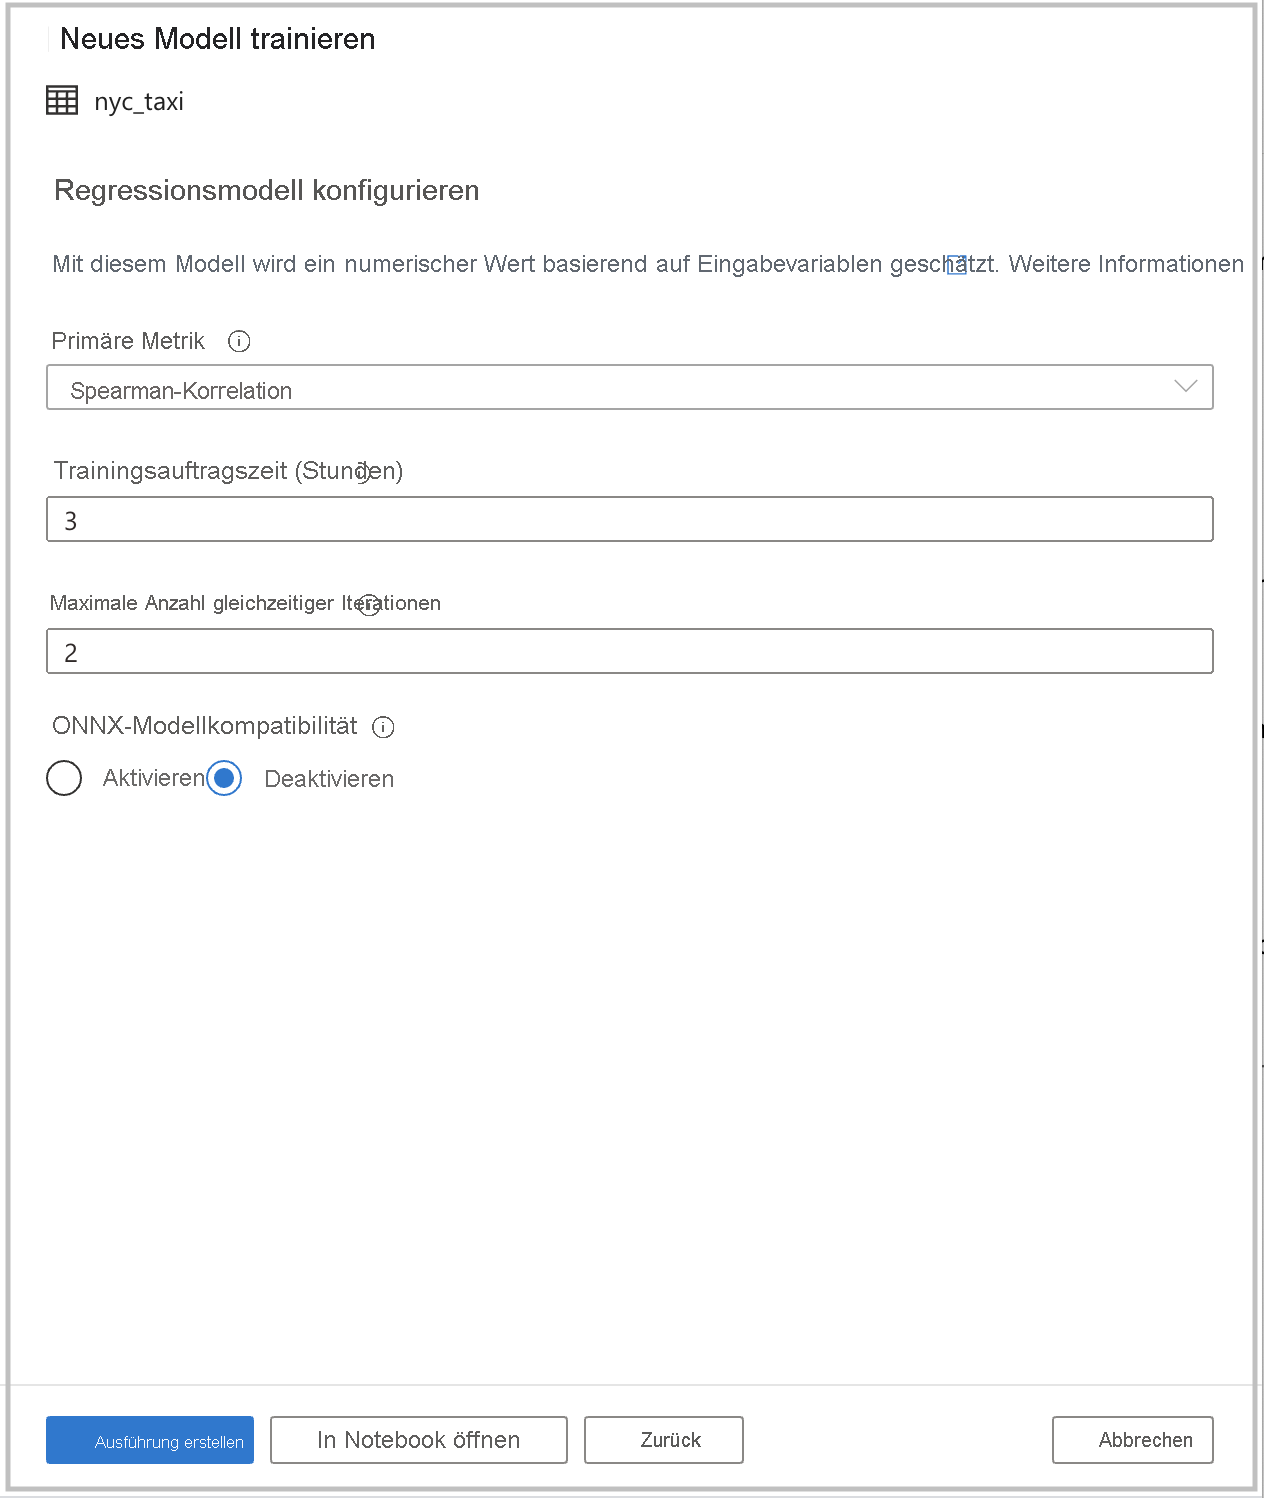 Neues Modell trainieren
nyc_taxi
Regressionsmodell konfigurieren
Mit diesem Modell wird ein numerischer Wert basierend auf Eingabevariablen geschätzt. Weitere Informationen
Primäre Metrik
Spearman-Korrelation
Trainingsauftragszeit (Stunden)
3
Maximale Anzahl gleichzeitiger Iterationen
2
ONNX-Modellkompatibilität
Aktivieren Deaktivieren
Ausführung erstellen In Notebook öffnen Zurück Abbrechen